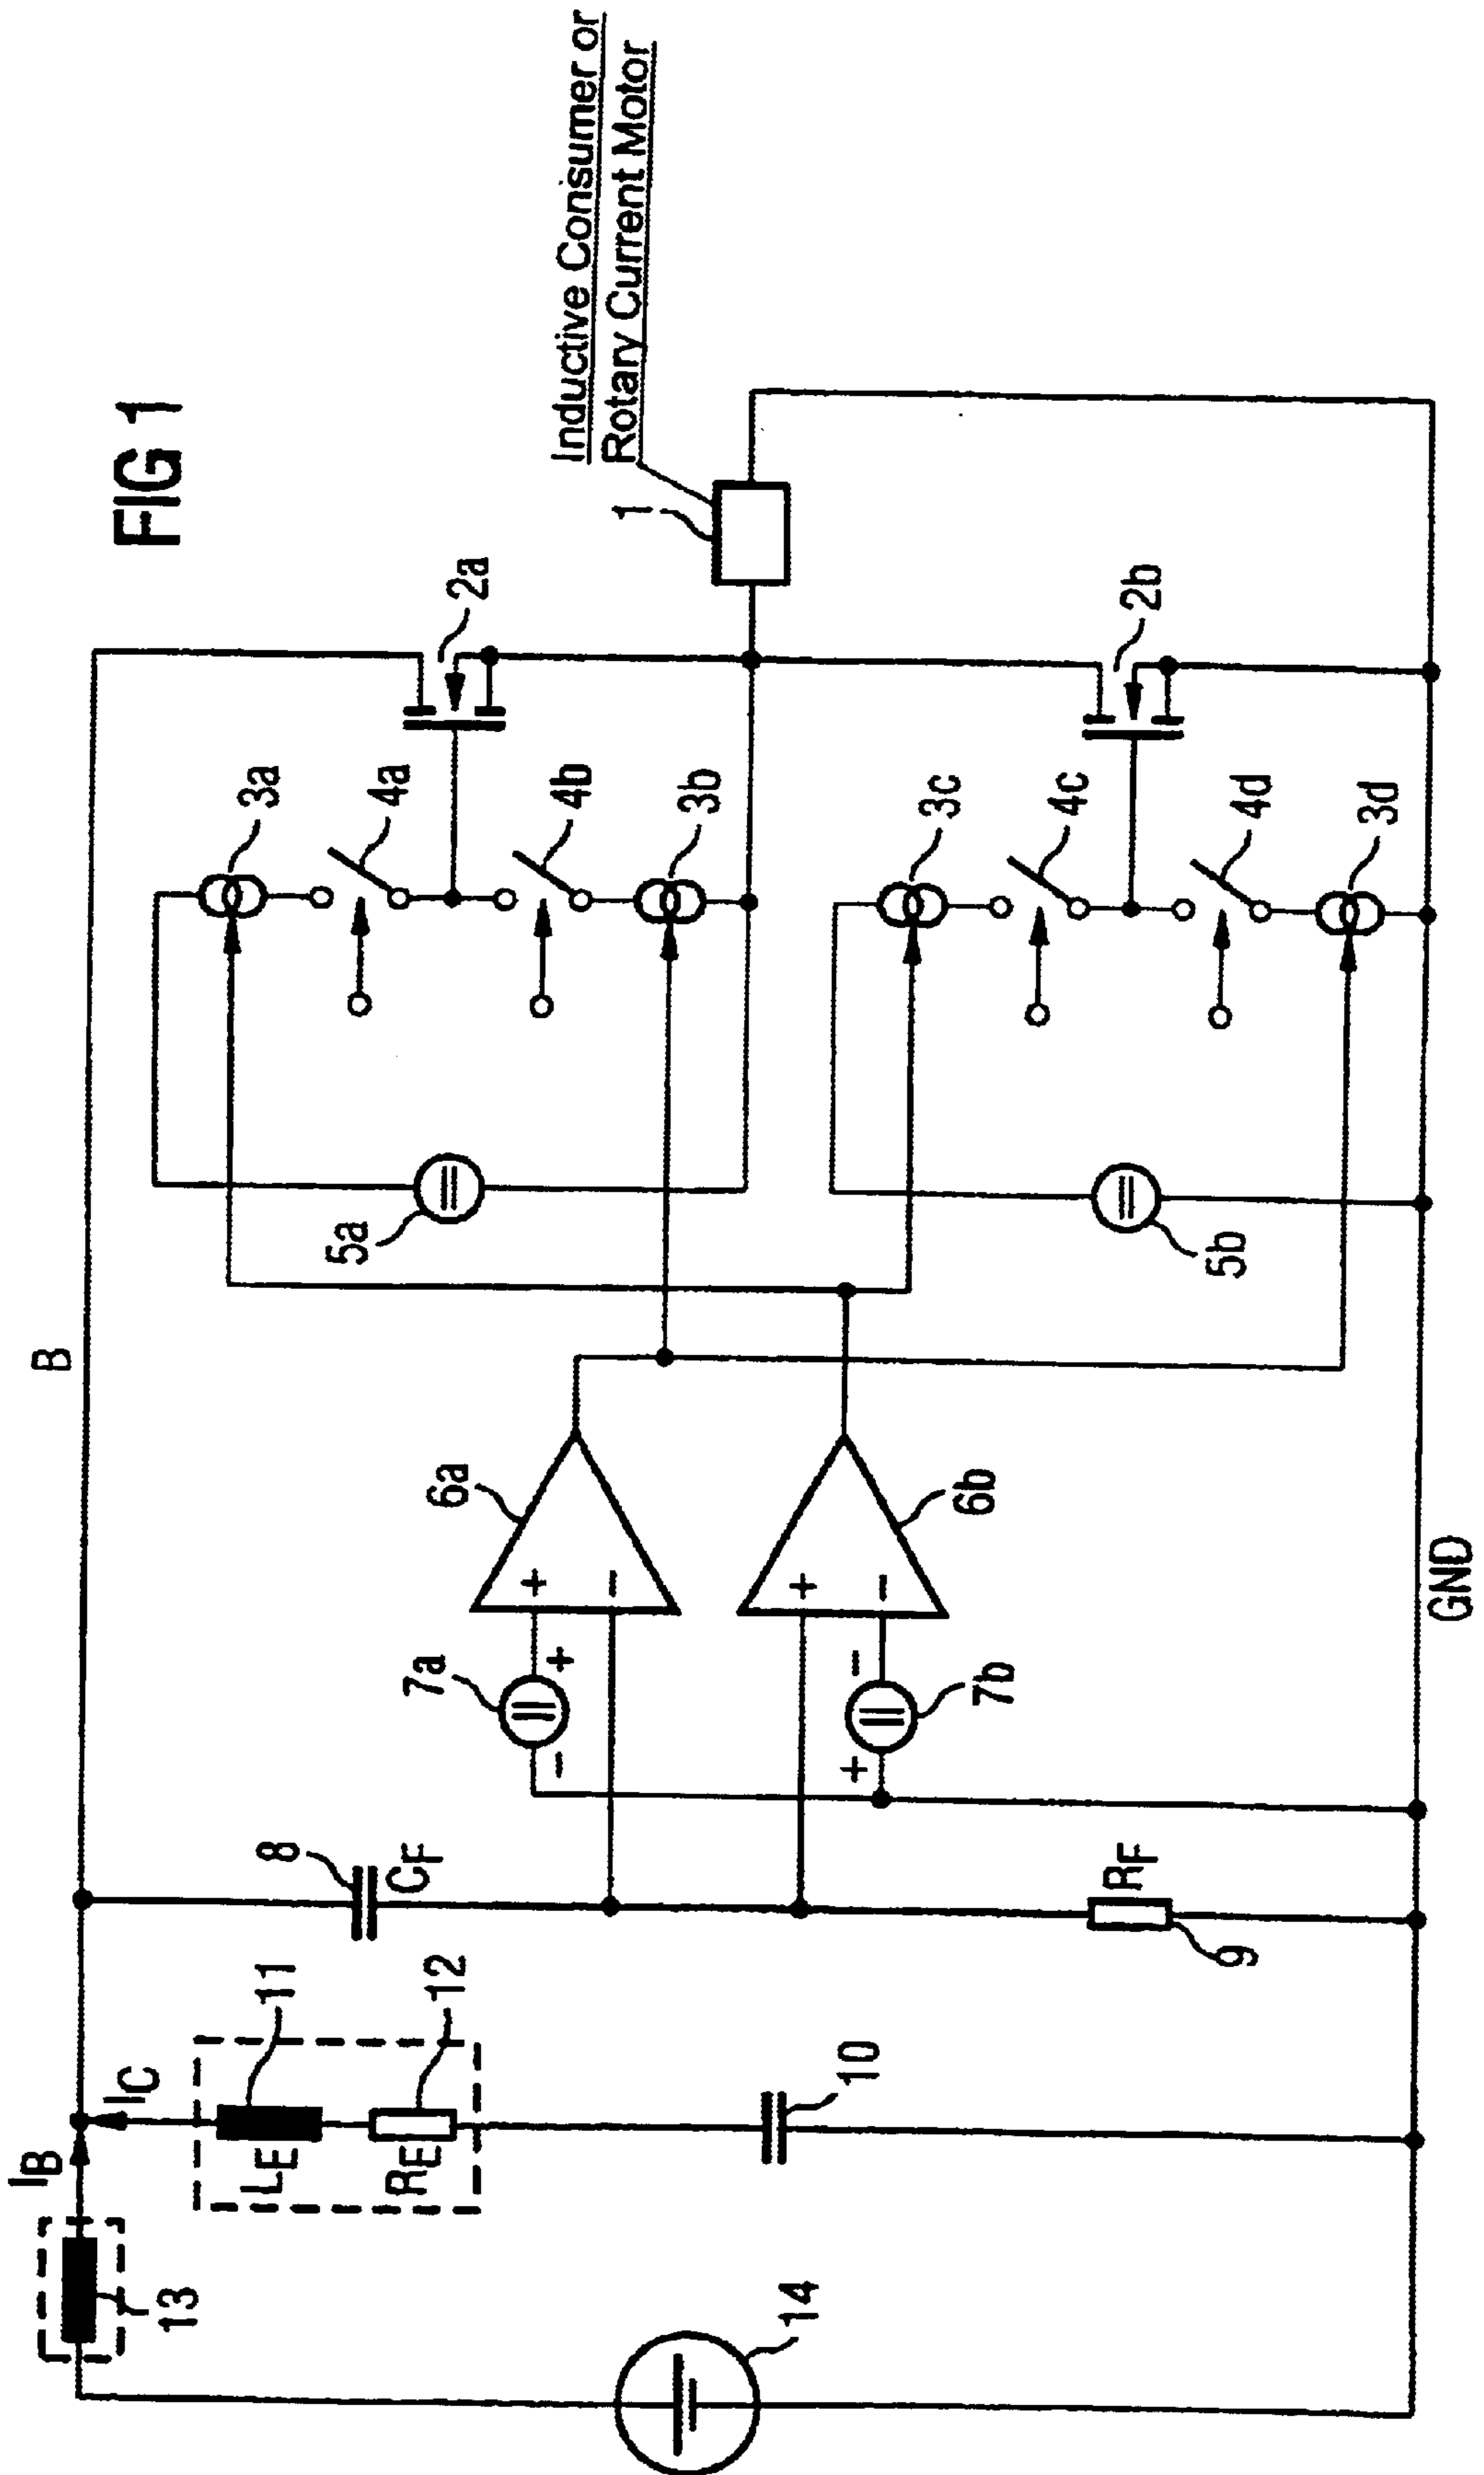 FIG 1
Inductive Consumer or
Rotary Current Motor
1
B
2a
3a
4a
4b
3b
5a
2b
3c
4c
4d
3d
5b
6a
+
−
6b
+
−
7a
+
−
7b
−
+
GND
8
CF
RF
9
IB
IC
11
LE
12
RE
10
13
14